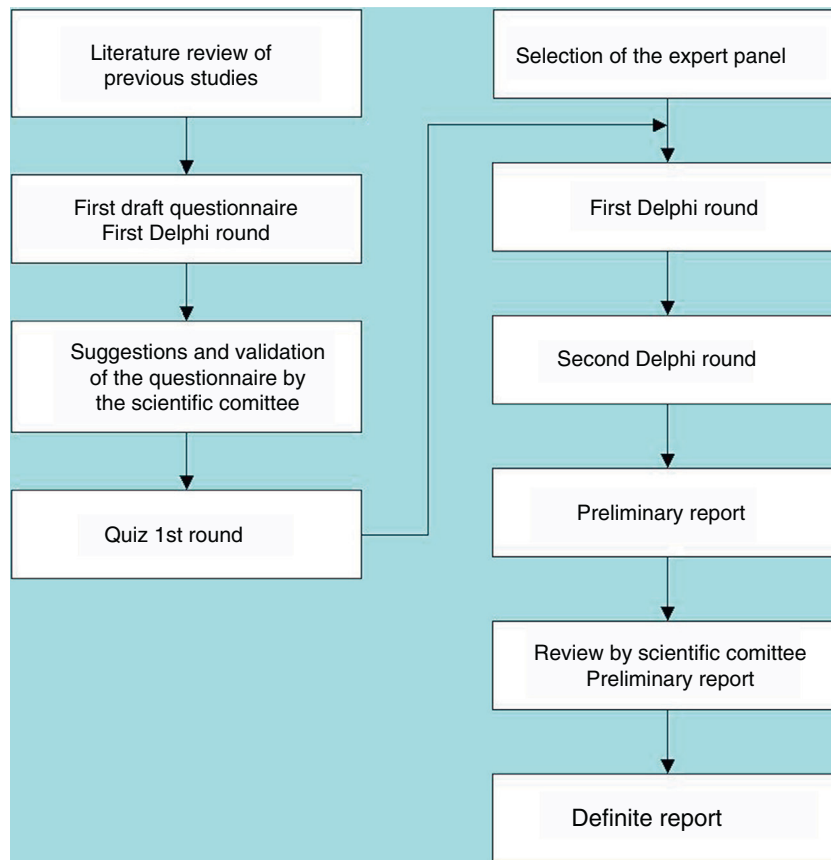 Literature review of
previous studies
First draft questionnaire
First Delphi round
Suggestions and validation
of the questionnaire by
the scientific comittee
Quiz 1st round
Selection of the expert panel
First Delphi round
Second Delphi round
Preliminary report
Review by scientific comittee
Preliminary report
Definite report